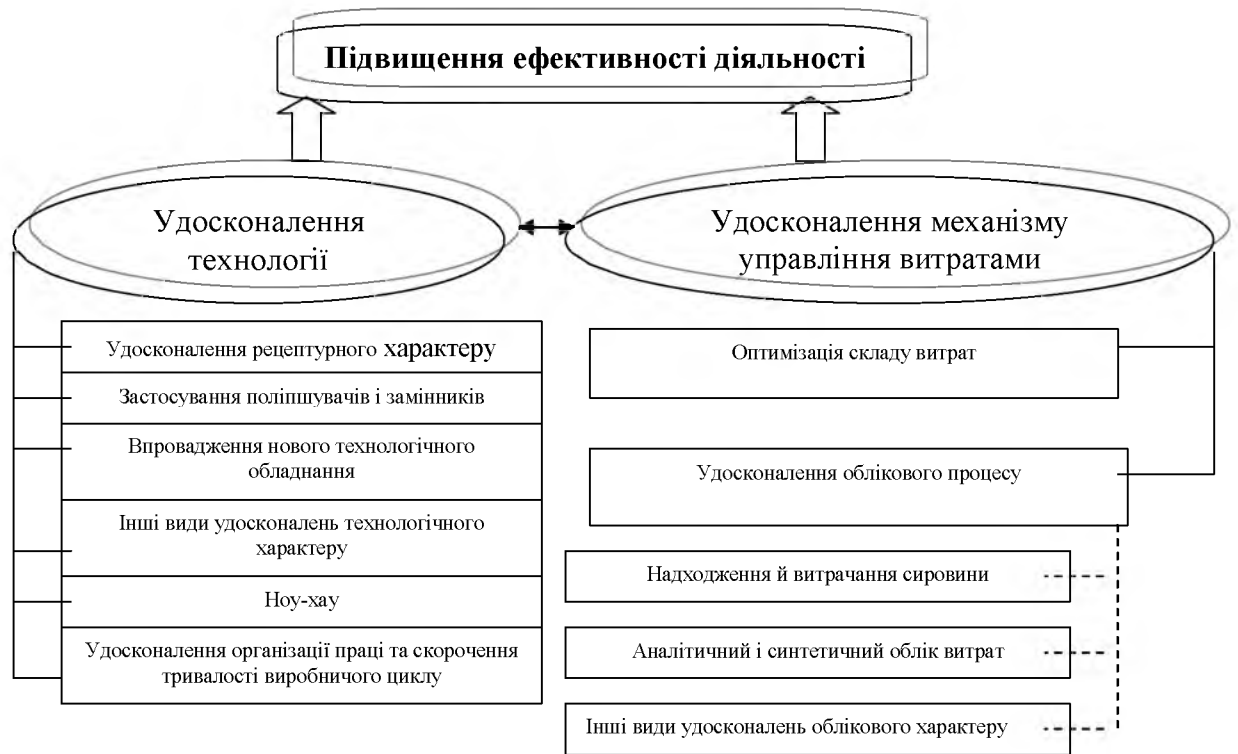 Підвищення ефективності діяльності
Удосконалення
технології
Удосконалення механізму
управління витратами
Удосконалення рецептурного характеру
Застосування поліпшувачів і замінників
Впровадження нового технологічного
обладнання
Інші види удосконалень технологічного
характеру
Ноу-хау
Удосконалення організації праці та скорочення
тривалості виробничого циклу
Оптимізація складу витрат
Удосконалення облікового процесу
Надходження й витрачання сировини
Аналітичний і синтетичний облік витрат
Інші види удосконалень облікового характеру